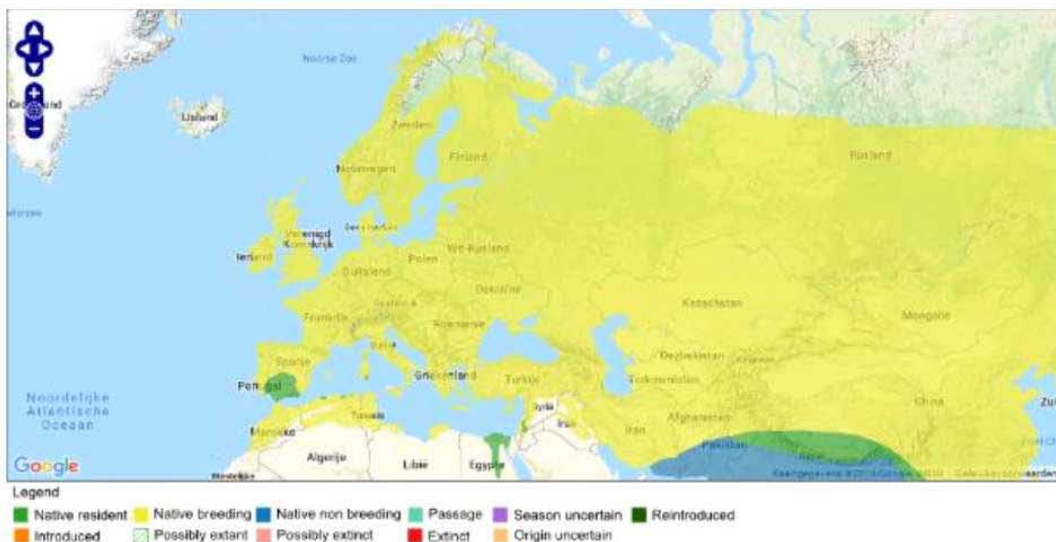 Noorse Zee
IJsland
Zweden
Finland
Rusland
Noorwegen
Verenigd
Koninkrijk
Ierland
Polen
Wit-Rusland
Duitsland
Oekraïne
Kazachstan
Mongolië
Frankrijk
Roemenië
Italië
Spanje
Oezbekistan
Portugal
Griekenland
Turkije
Turkmenistan
China
Noordelijke
Atlantische
Oceaan
Tunesië
Syrië
Afghanistan
Marokko
Irak
Iran
Pakistan
Algerije
Libië
Egypte
Nepal
Google
Westelijke
Legend
Native resident Native breeding Native non breeding Passage Season uncertain Reintroduced
Introduced Possibly extant Possibly extinct Extinct Origin uncertain